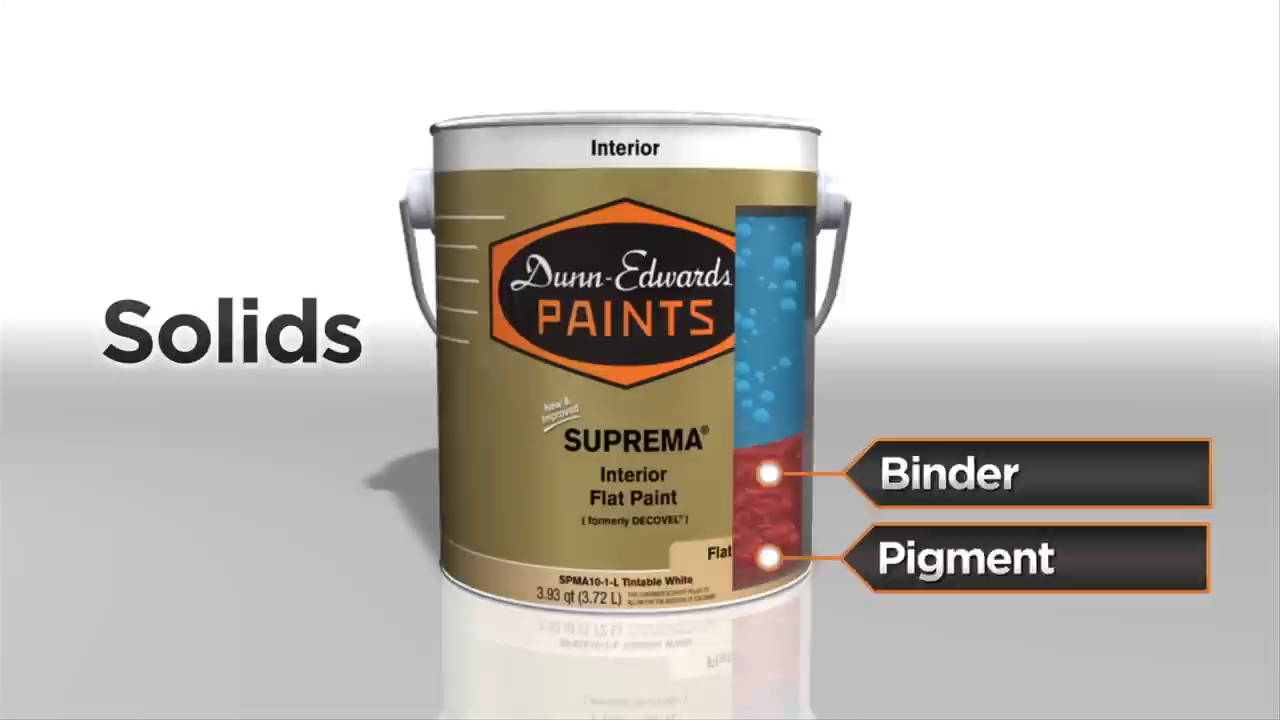 Interior
Dunn-Edwards
PAINTS
Solids
New &
Improved
SUPREMA®
Interior
Flat Paint
( formerly DECOVEL® )
Binder
Flat
Pigment
SPMA10-1-L Tintable White
3.93 qt (3.72 L)